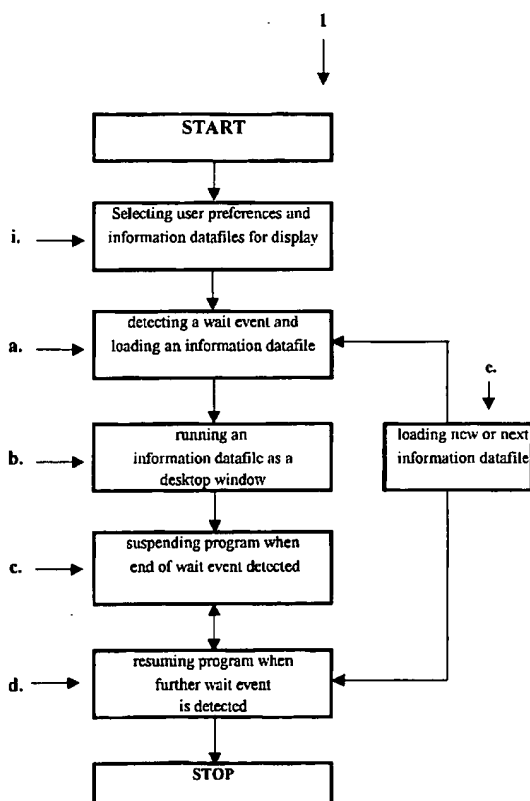 1
START
i.
Selecting user preferences and
information datafiles for display
a.
detecting a wait event and
loading an information datafile
e.
b.
running an
information datafile as a
desktop window
loading new or next
information datafile
c.
suspending program when
end of wait event detected
d.
resuming program when
further wait event
is detected
STOP